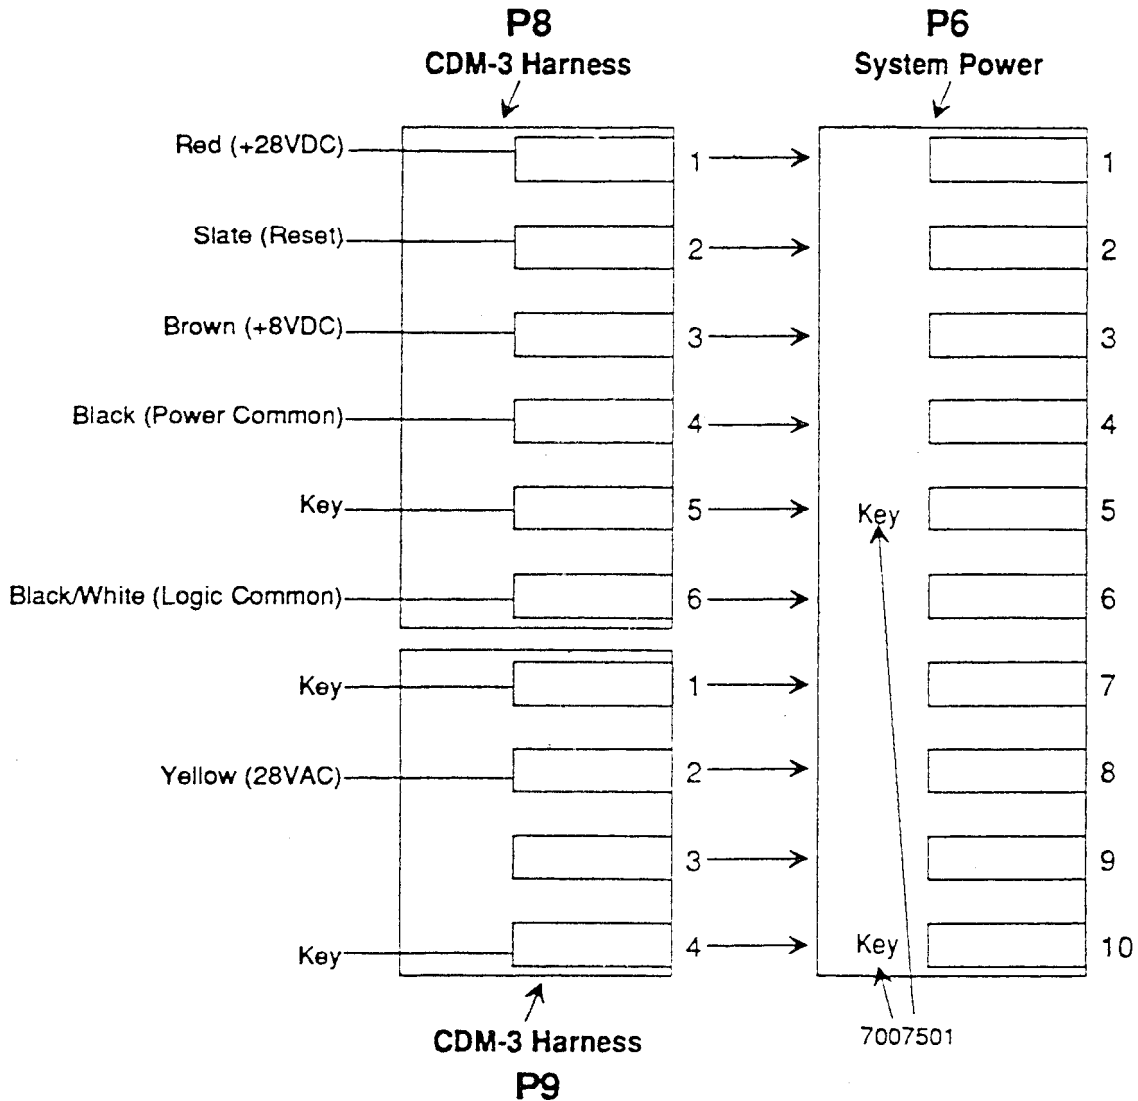 P8
CDM-3 Harness
P6
System Power
Red (+28VDC)
1
1
Slate (Reset)
2
2
Brown (+8VDC)
3
3
Black (Power Common)
4
4
Key
5
Key
5
Black/White (Logic Common)
6
6
Key
1
7
Yellow (28VAC)
2
8
3
9
Key
4
Key
10
CDM-3 Harness
P9
7007501